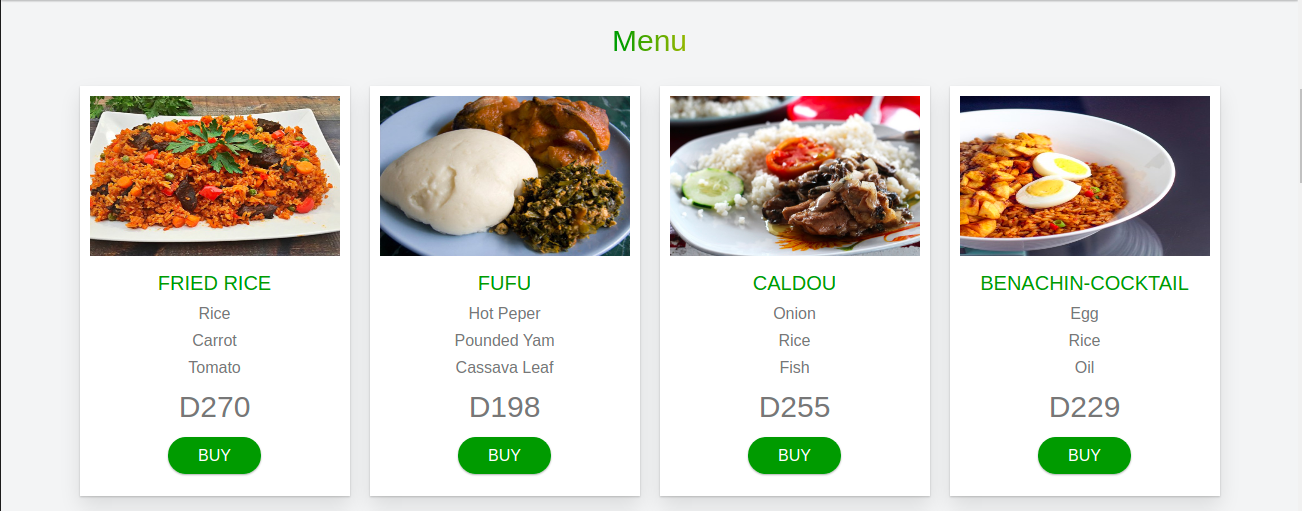 Menu
FRIED RICE
Rice
Carrot
Tomato
D270
BUY
FUFU
Hot Peper
Pounded Yam
Cassava Leaf
D198
BUY
CALDOU
Onion
Rice
Fish
D255
BUY
BENACHIN-COCKTAIL
Egg
Rice
Oil
D229
BUY